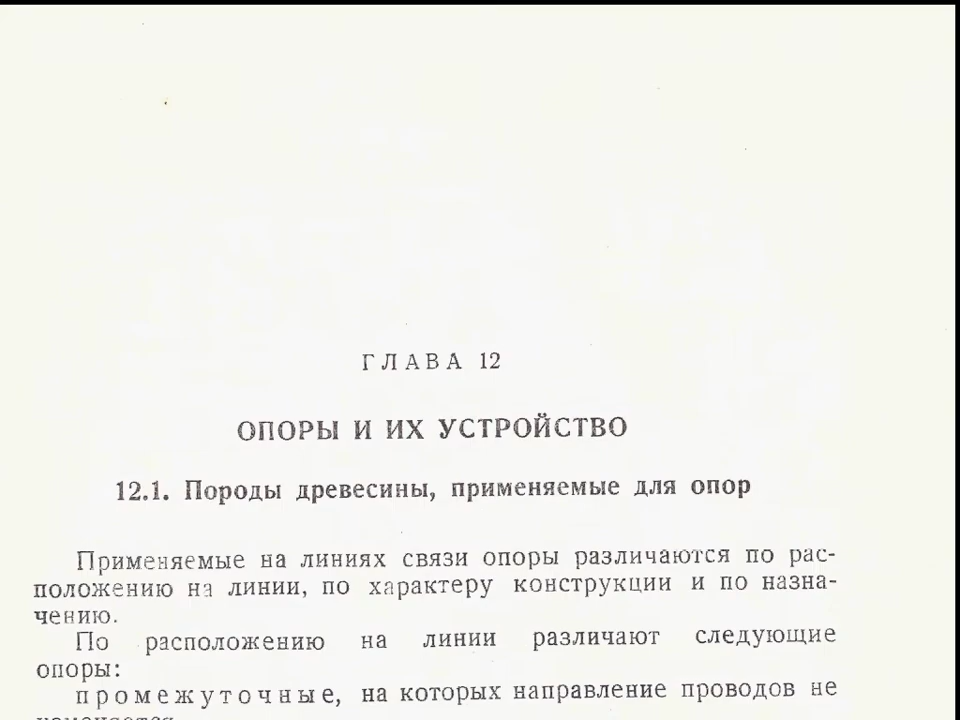 ГЛАВА 12
ОПОРЫ И ИХ УСТРОЙСТВО
12.1. Породы древесины, применяемые для опор
Применяемые на линиях связи опоры различаются по рас-
положению на линии, по характеру конструкции и по назна-
чению.
По расположению на линии различают следующие
опоры:
промежуточные, на которых направление проводов не